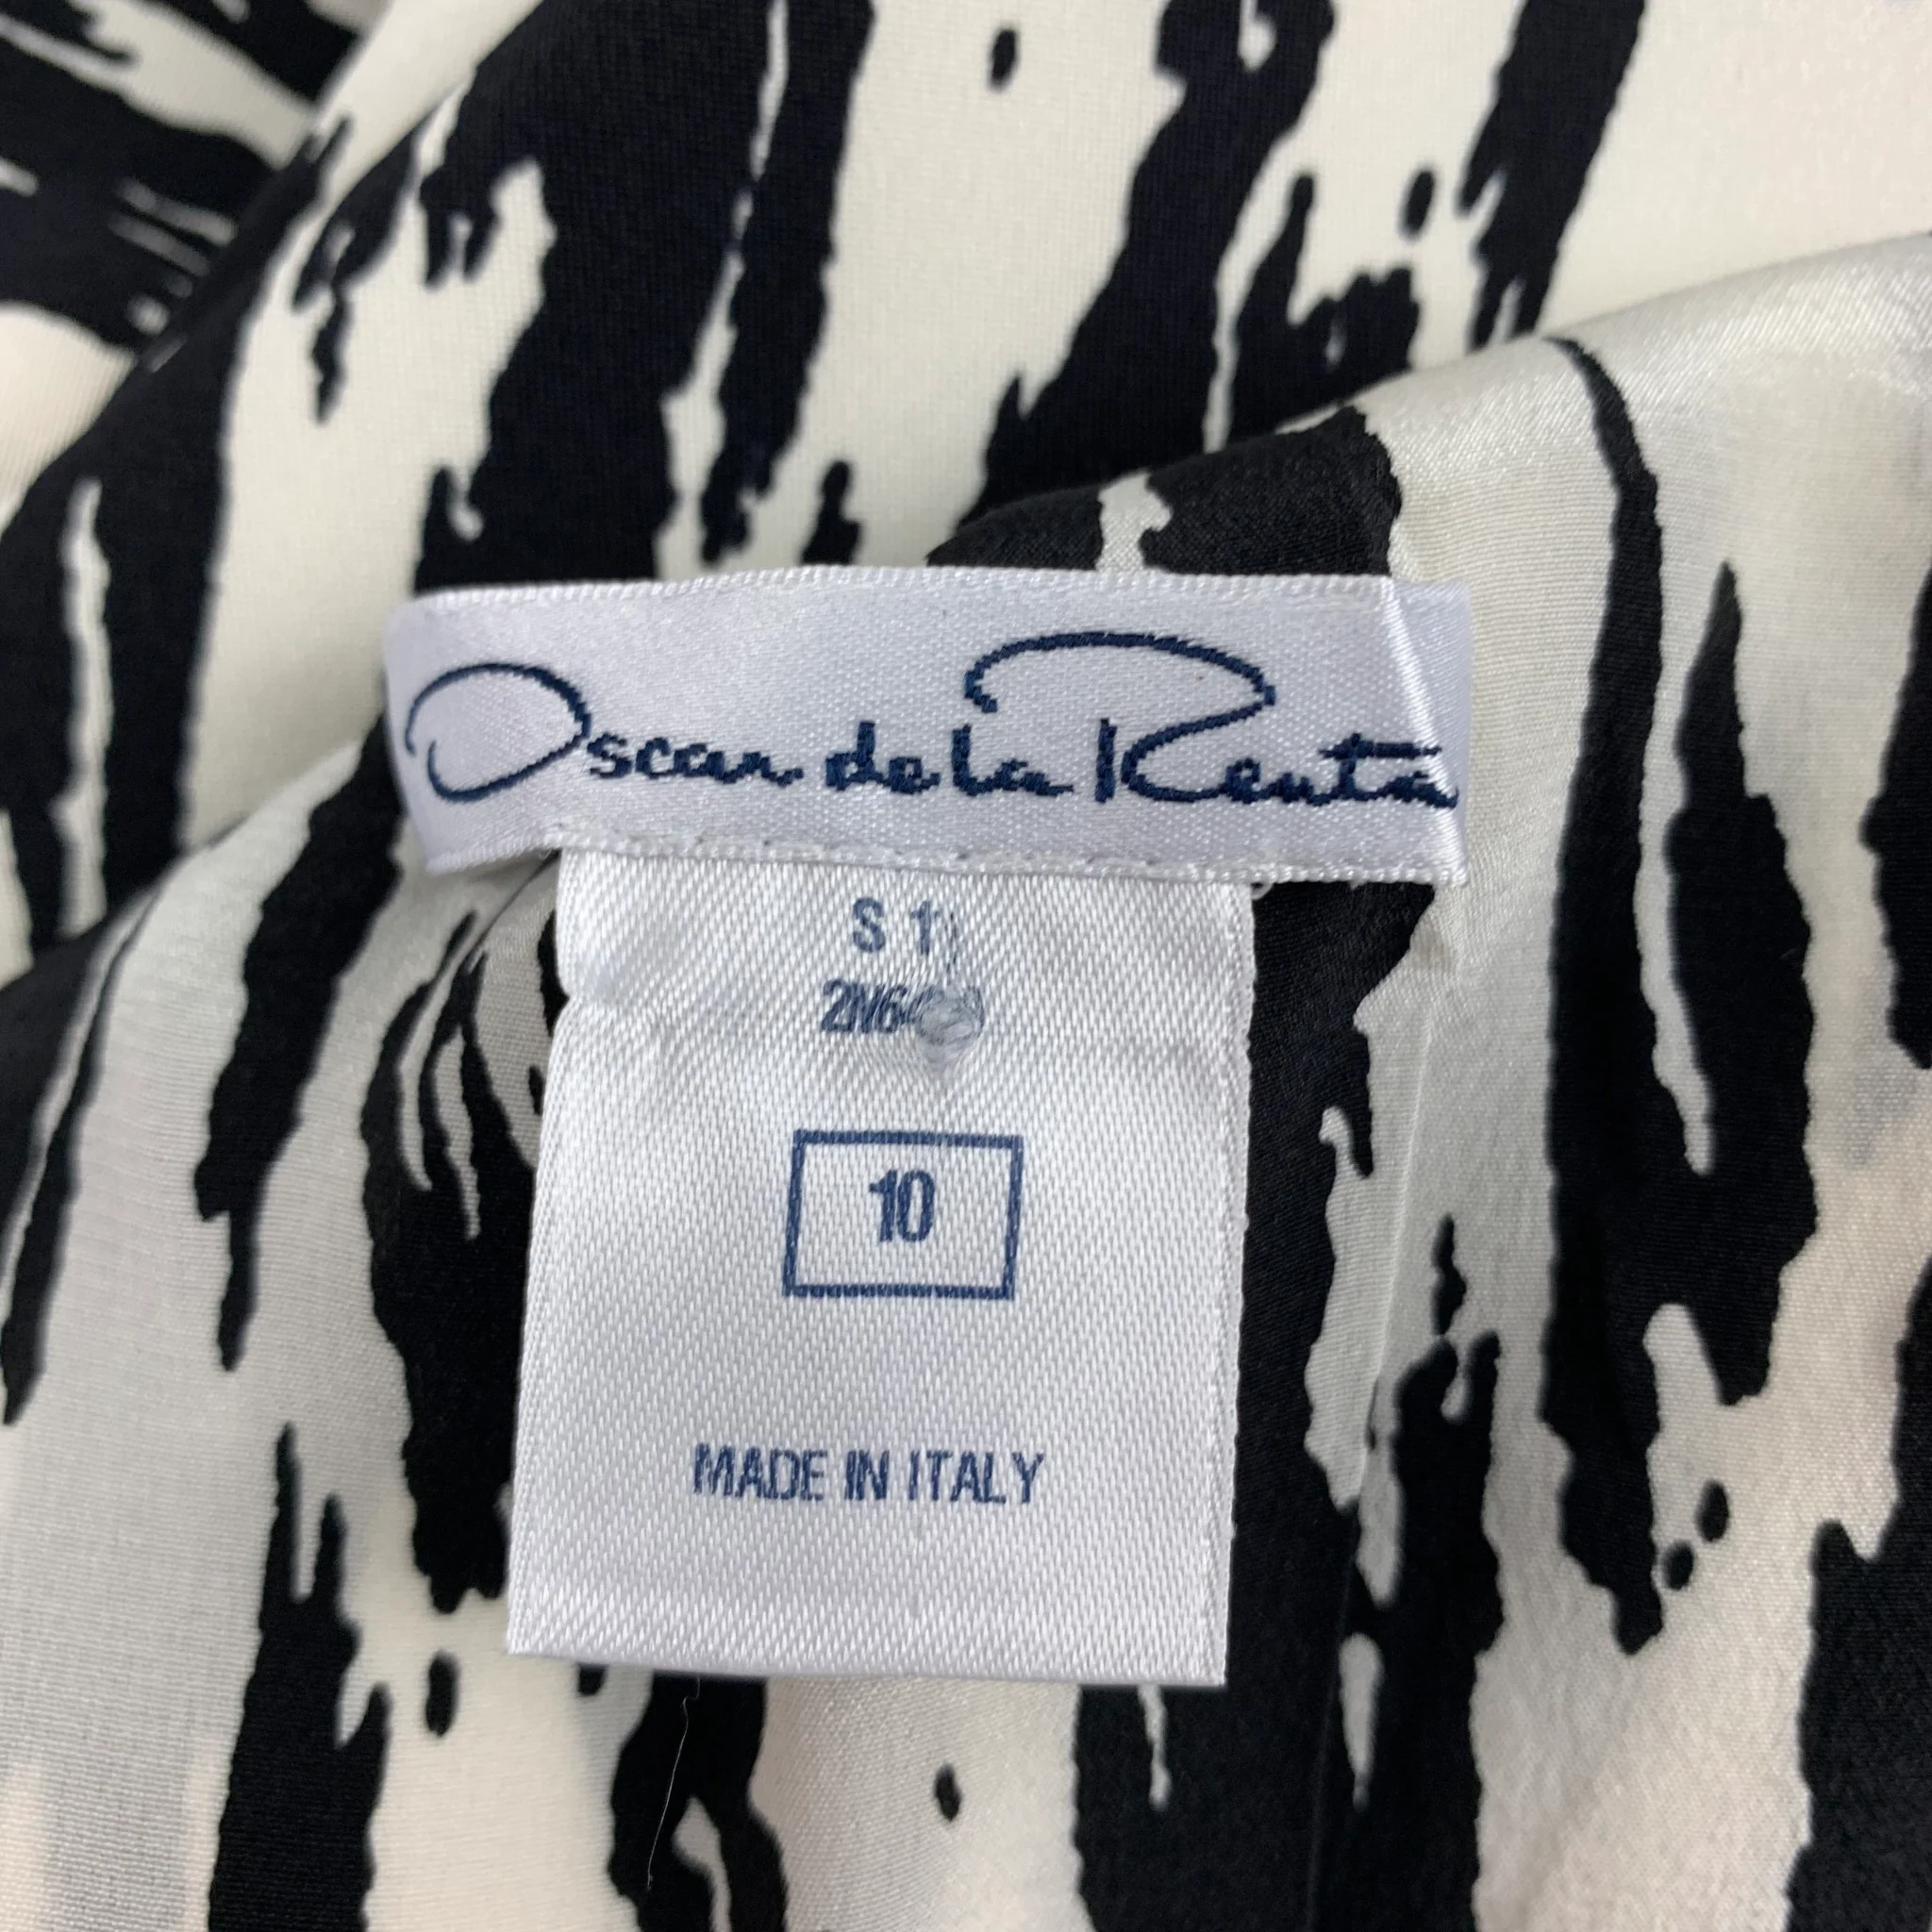 Oscar de la Renta
S 1
10
MADE IN ITALY